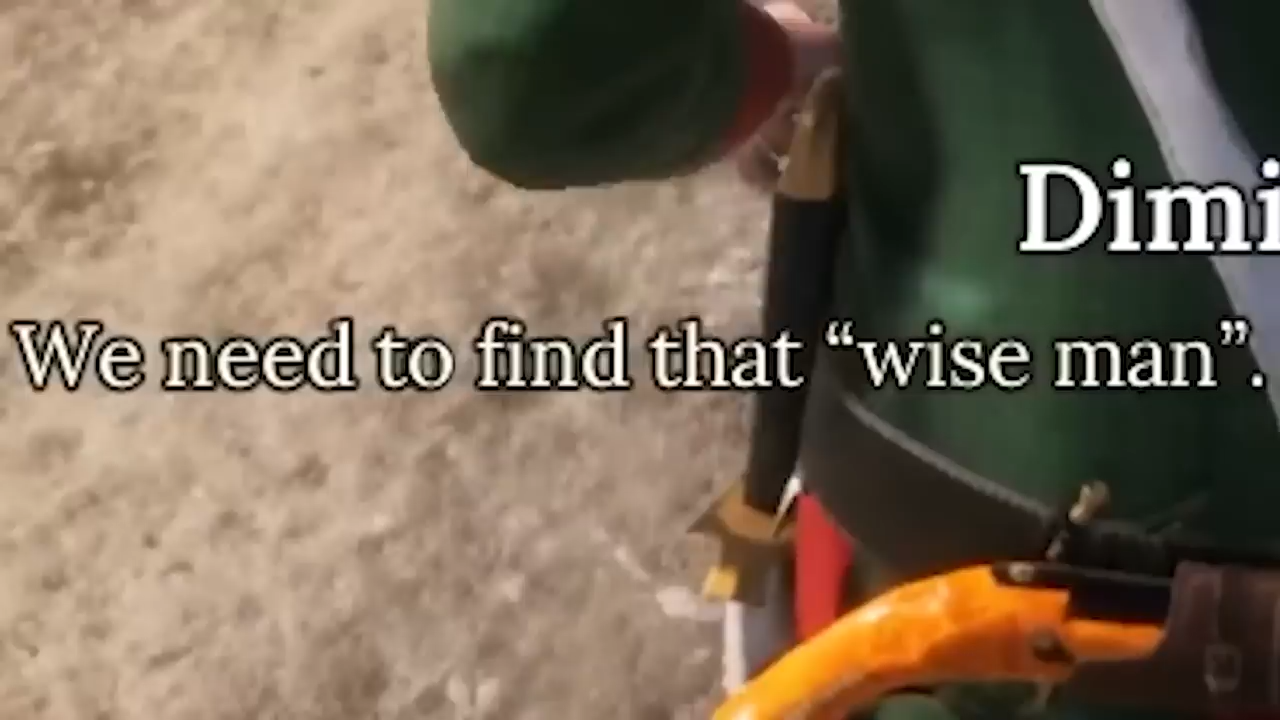 Dimi
We need to find that “wise man”.